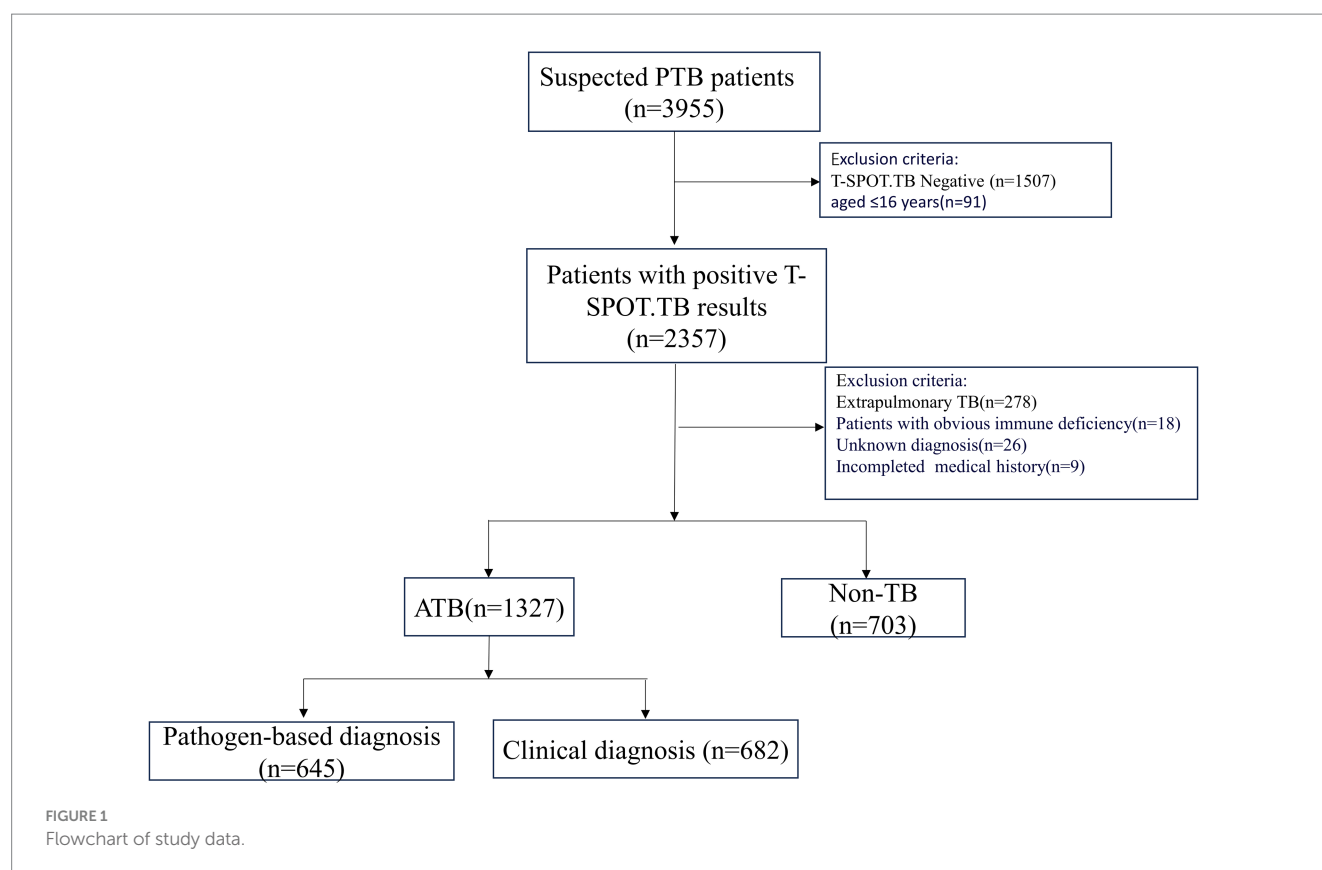 Suspected PTB patients
(n=3955)
Exclusion criteria:
T-SPOT.TB Negative (n=1507)
aged ≤16 years(n=91)
Patients with positive T-
SPOT.TB results
(n=2357)
Exclusion criteria:
Extrapulmonary TB(n=278)
Patients with obvious immune deficiency(n=18)
Unknown diagnosis(n=26)
Incompleted medical history(n=9)
ATB(n=1327)
Non-TB
(n=703)
Pathogen-based diagnosis
(n=645)
Clinical diagnosis (n=682)
FIGURE 1
Flowchart of study data.